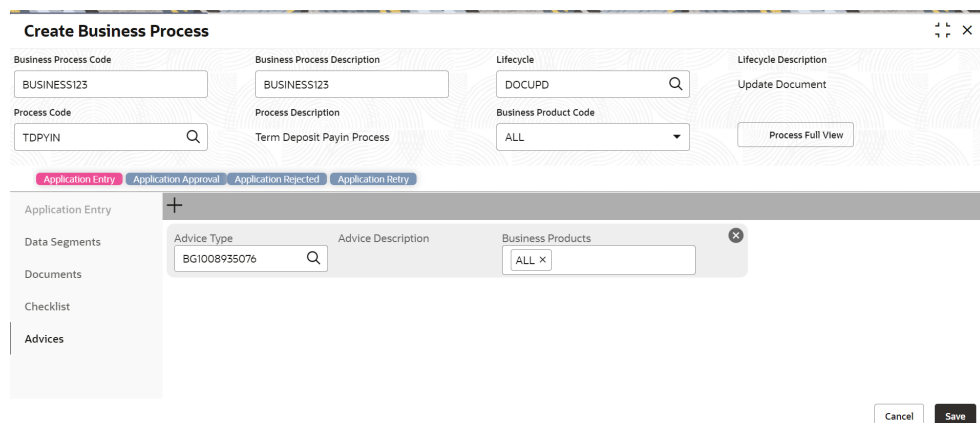 Create Business Process
Business Process Code Business Process Description Lifecycle Lifecycle Description
BUSINESS123 BUSINESS123 DOCUPD Update Document
Process Code Process Description Business Product Code
TDPYIN Term Deposit Payin Process ALL Process Full View
Application Entry Application Approval Application Rejected Application Retry
Application Entry
Data Segments
Documents
Checklist
Advices
Advice Type Advice Description Business Products
BG1008935076 ALL ×
Cancel Save